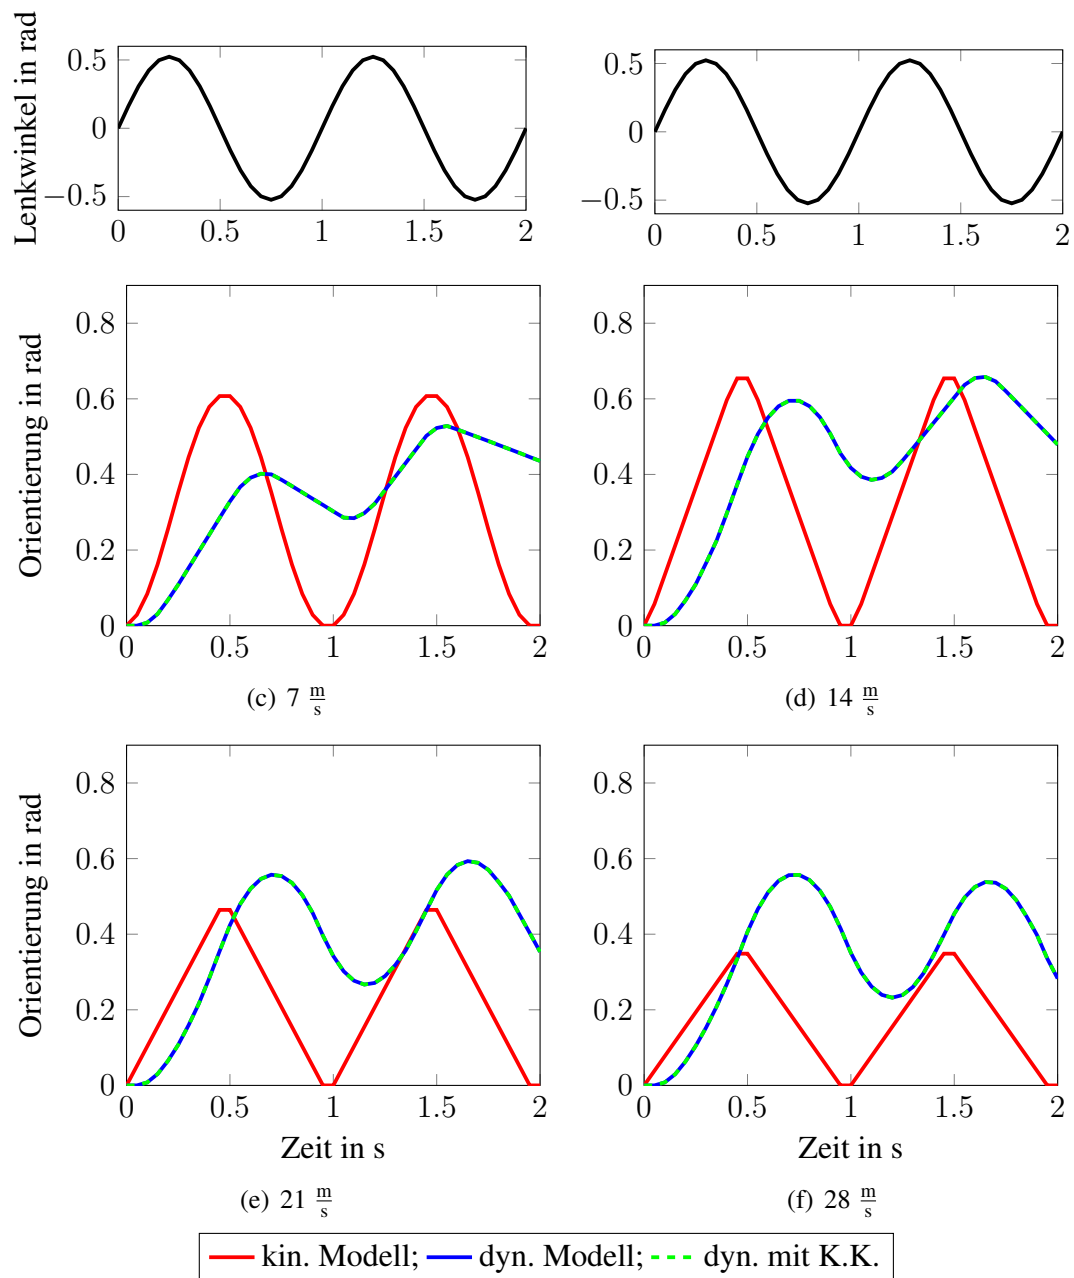 Lenkwinkel in rad
0.5
0
−0.5
0 0.5 1 1.5 2
0.5
0
−0.5
0 0.5 1 1.5 2
Orientierung in rad
0.8
0.6
0.4
0.2
0
0 0.5 1 1.5 2
(c) 7 m/s
0.8
0.6
0.4
0.2
0
0 0.5 1 1.5 2
(d) 14 m/s
Orientierung in rad
0.8
0.6
0.4
0.2
0
0 0.5 1 1.5 2
Zeit in s
(e) 21 m/s
0.8
0.6
0.4
0.2
0
0 0.5 1 1.5 2
Zeit in s
(f) 28 m/s
kin. Modell; dyn. Modell; dyn. mit K.K.